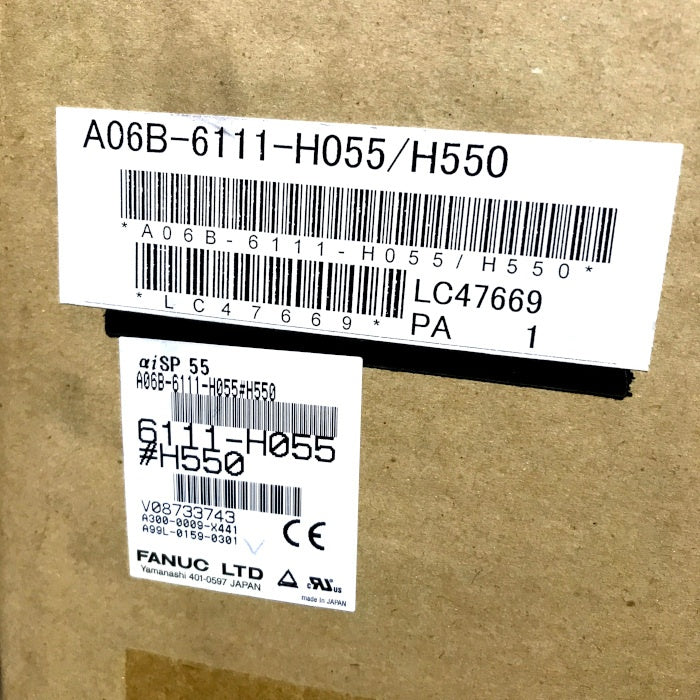 A06B-6111-H055/H550
*A06B-6111-H055/H550*
LC47669
*LC47669*
PA 1
αiSP 55
A06B-6111-H055#H550
6111-H055
#H550
V08733743
A300-0009-X441
A99L-0159-0301
CE
FANUC LTD
Yamanashi 401-0597 JAPAN
c RU US
made in JAPAN